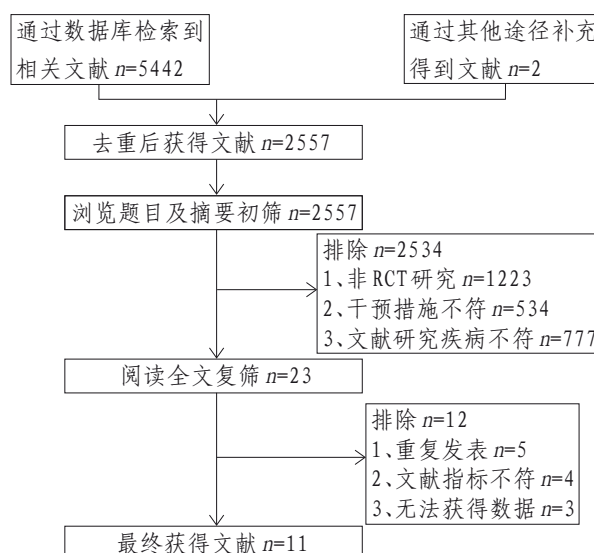 通过数据库检索到
相关文献 n=5442
通过其他途径补充
得到文献 n=2
去重后获得文献 n=2557
浏览题目及摘要初筛 n=2557
排除 n=2534
1、非RCT研究 n=1223
2、干预措施不符 n=534
3、文献研究疾病不符 n=777
阅读全文复筛 n=23
排除 n=12
1、重复发表 n=5
2、文献指标不符 n=4
3、无法获得数据 n=3
最终获得文献 n=11